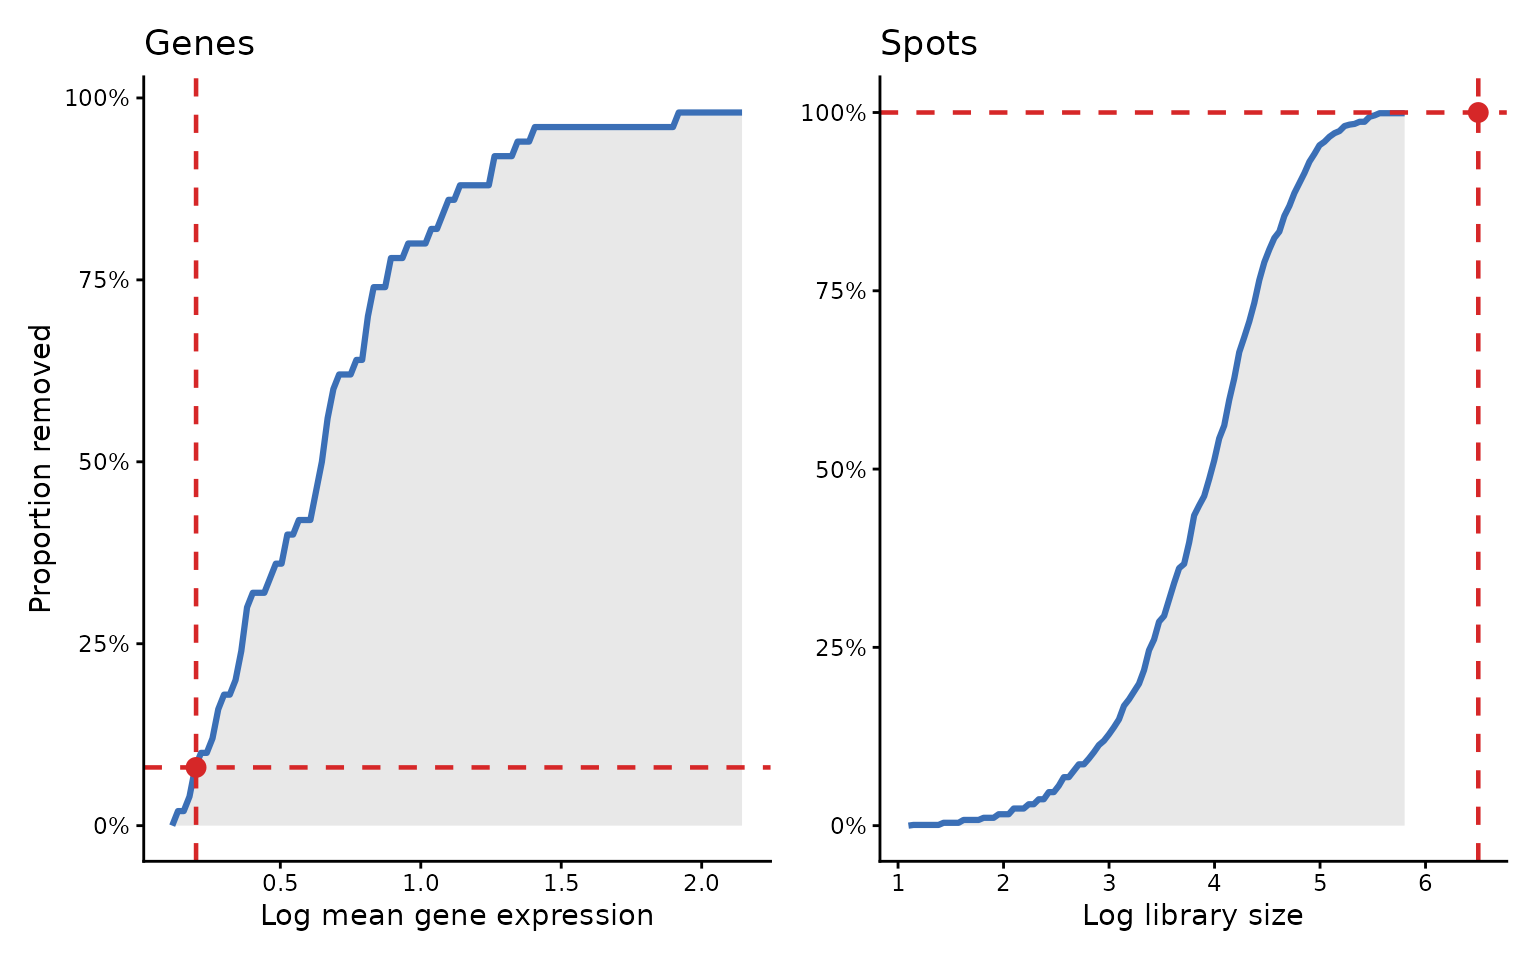 Genes
Proportion removed
100%
75%
50%
25%
0%
0.5 1.0 1.5 2.0
Log mean gene expression
Spots
100%
75%
50%
25%
0%
1 2 3 4 5 6
Log library size